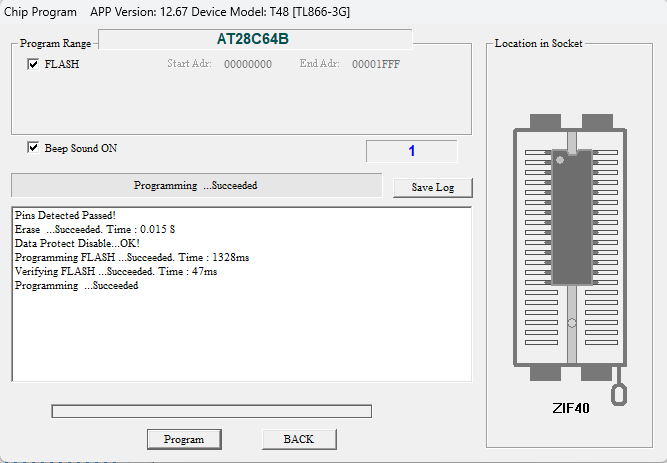 Chip Program    APP Version: 12.67 Device Model: T48 [TL866-3G]
Program Range
AT28C64B
FLASH
Start Adr: 00000000 End Adr: 00001FFF
Beep Sound ON
1
Programming ...Succeeded
Save Log
Pins Detected Passed!
Erase ...Succeeded. Time : 0.015 S
Data Protect Disable...OK!
Programming FLASH ...Succeeded. Time : 1328ms
Verifying FLASH ...Succeeded. Time : 47ms
Programming ...Succeeded
Program
BACK
Location in Socket
ZIF40